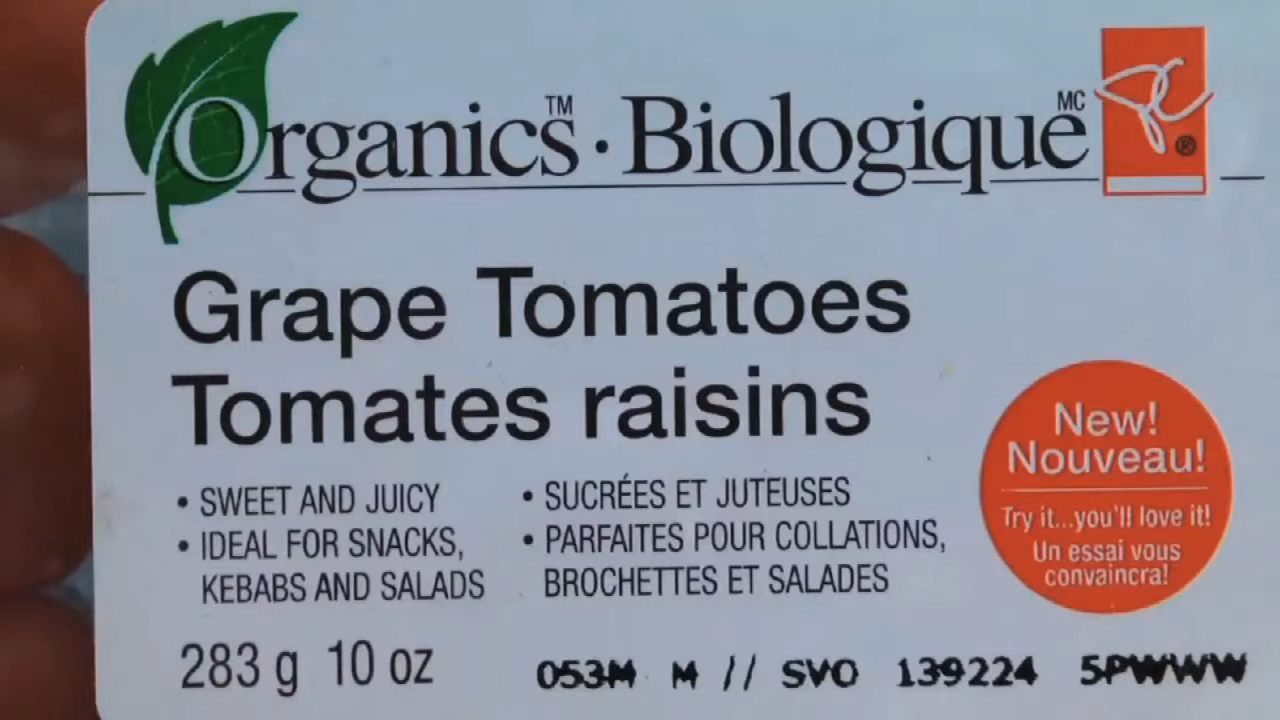 Organics™ · Biologique MC PC®
Grape Tomatoes
Tomates raisins
• SWEET AND JUICY
• IDEAL FOR SNACKS,
KEBABS AND SALADS
• SUCRÉES ET JUTEUSES
• PARFAITES POUR COLLATIONS,
BROCHETTES ET SALADES
New!
Nouveau!
Try it...you'll love it!
Un essai vous
convaincra!
283 g 10 oz
053M M // SVO 139224 5PWWW